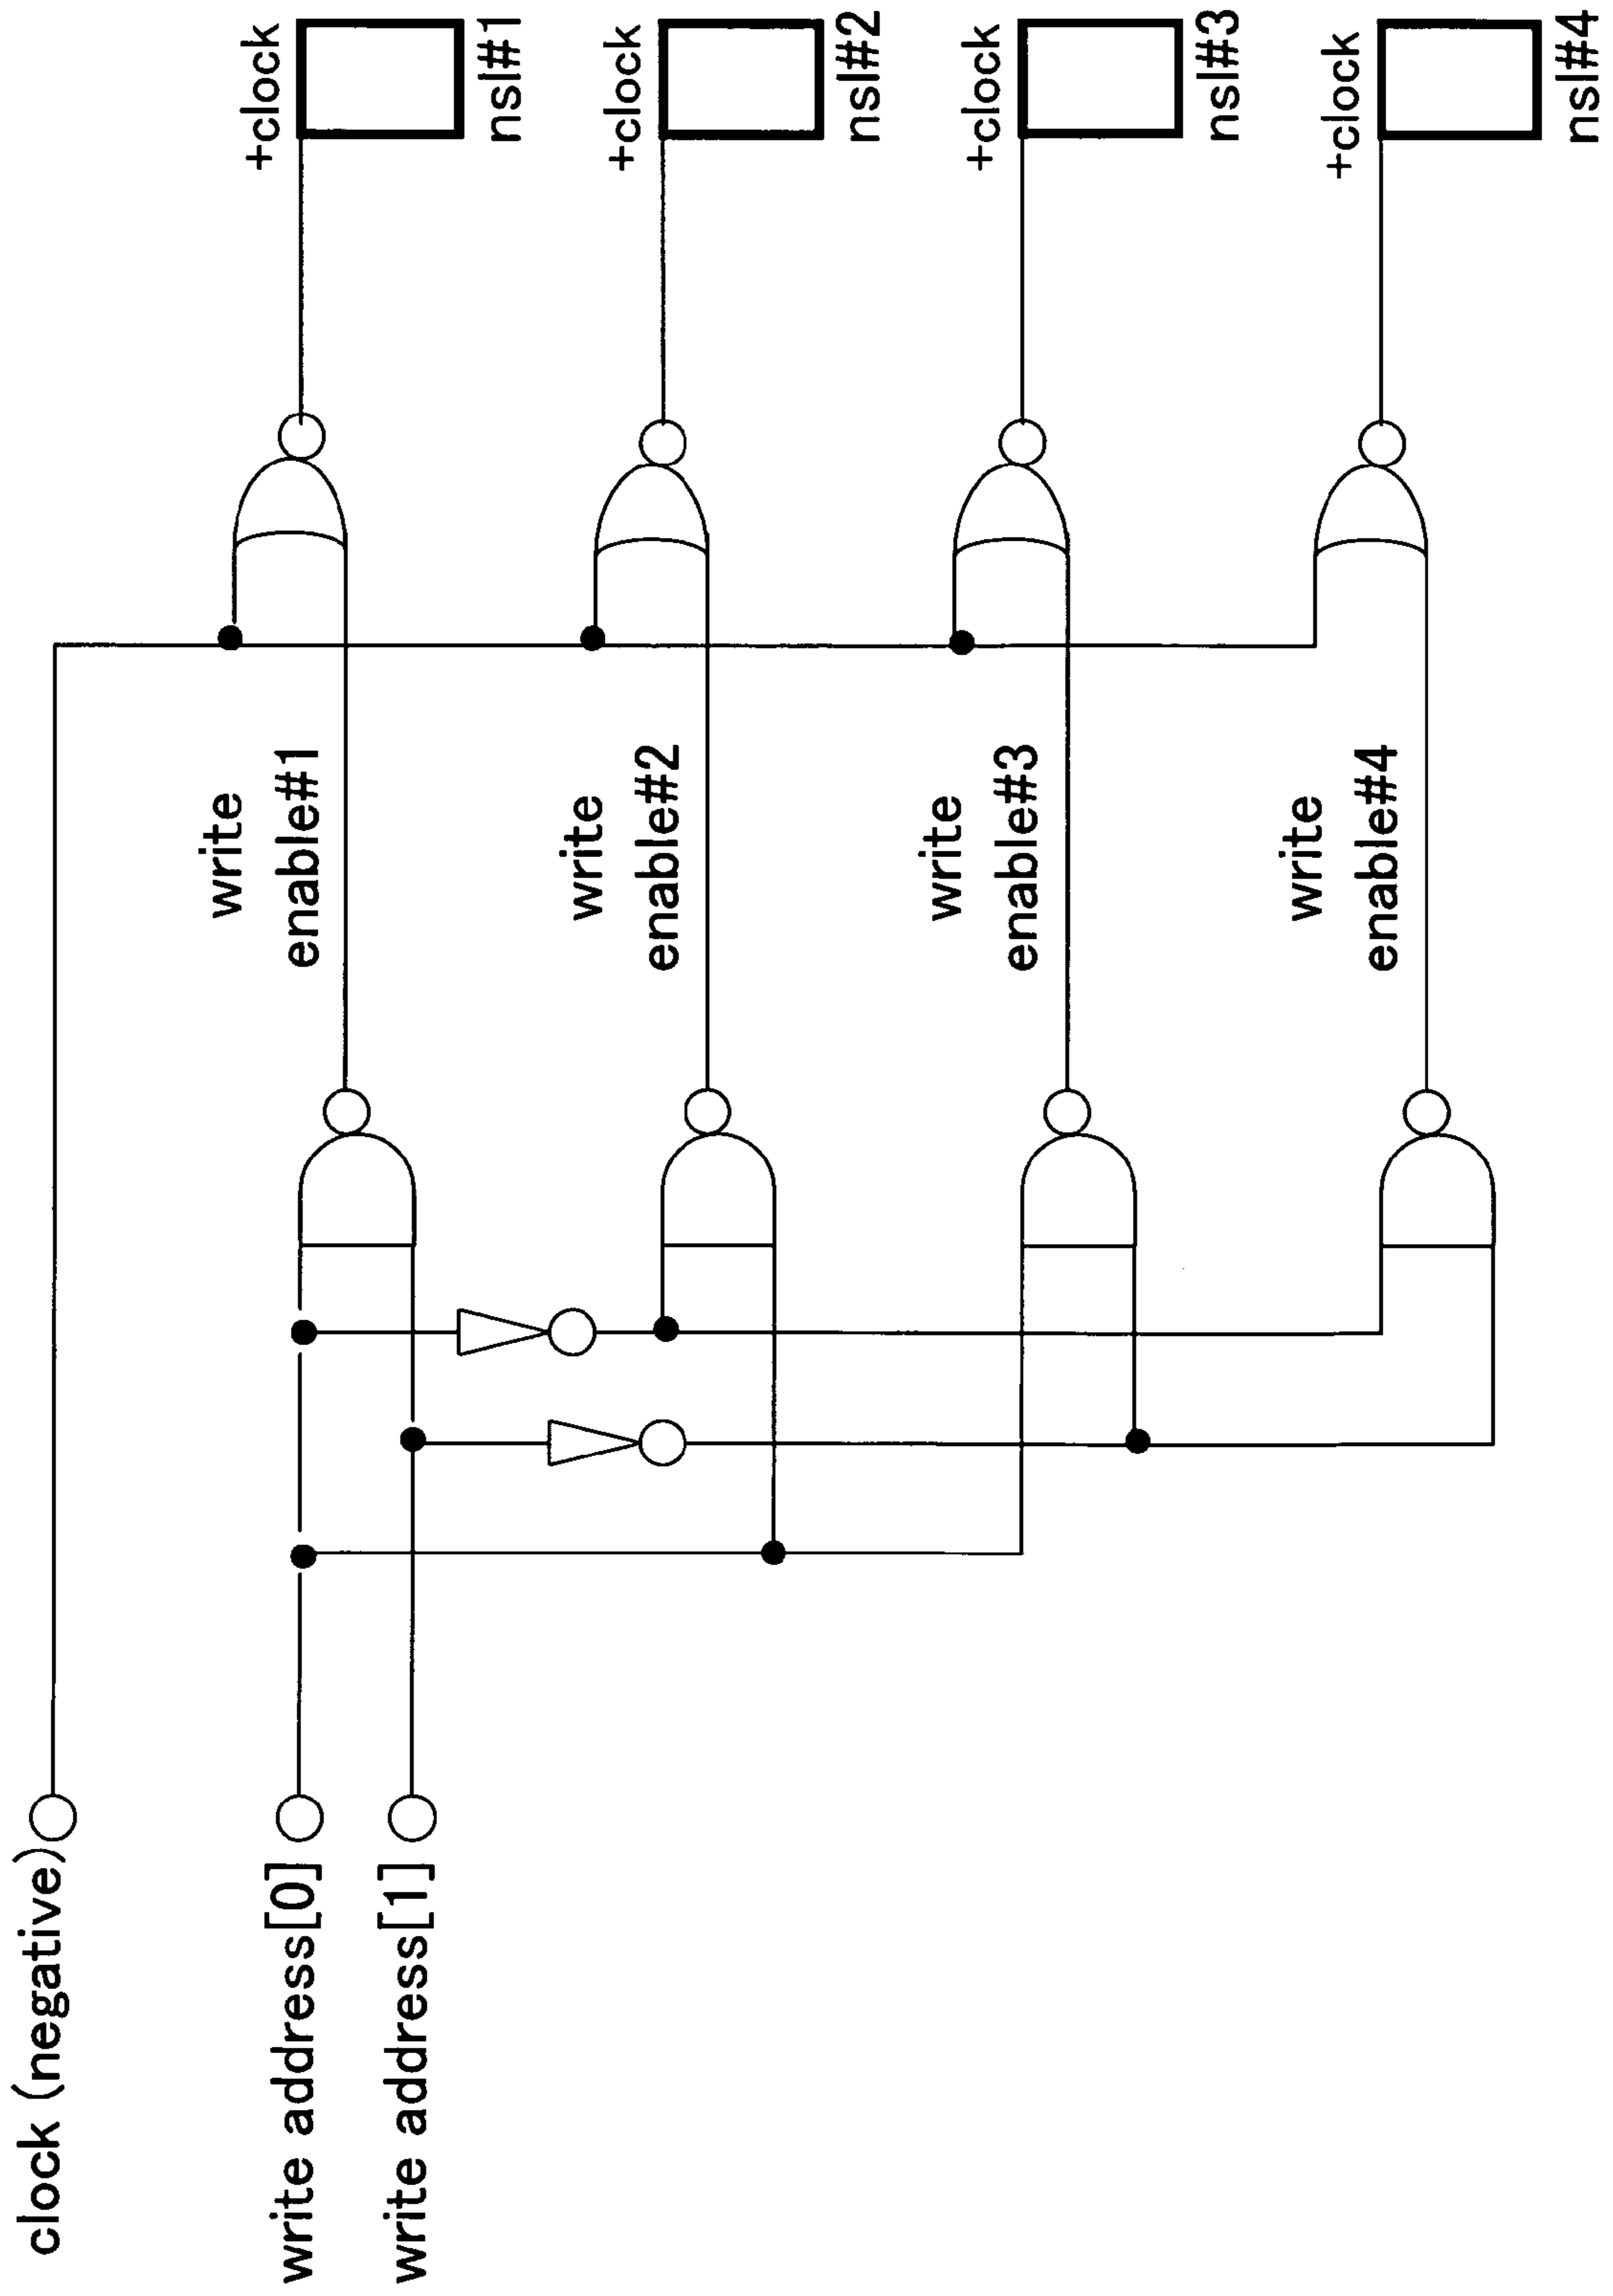 clock (negative)
write address[0]
write address[1]
write
enable#1
write
enable#2
write
enable#3
write
enable#4
+clock
nsl#1
+clock
nsl#2
+clock
nsl#3
+clock
nsl#4